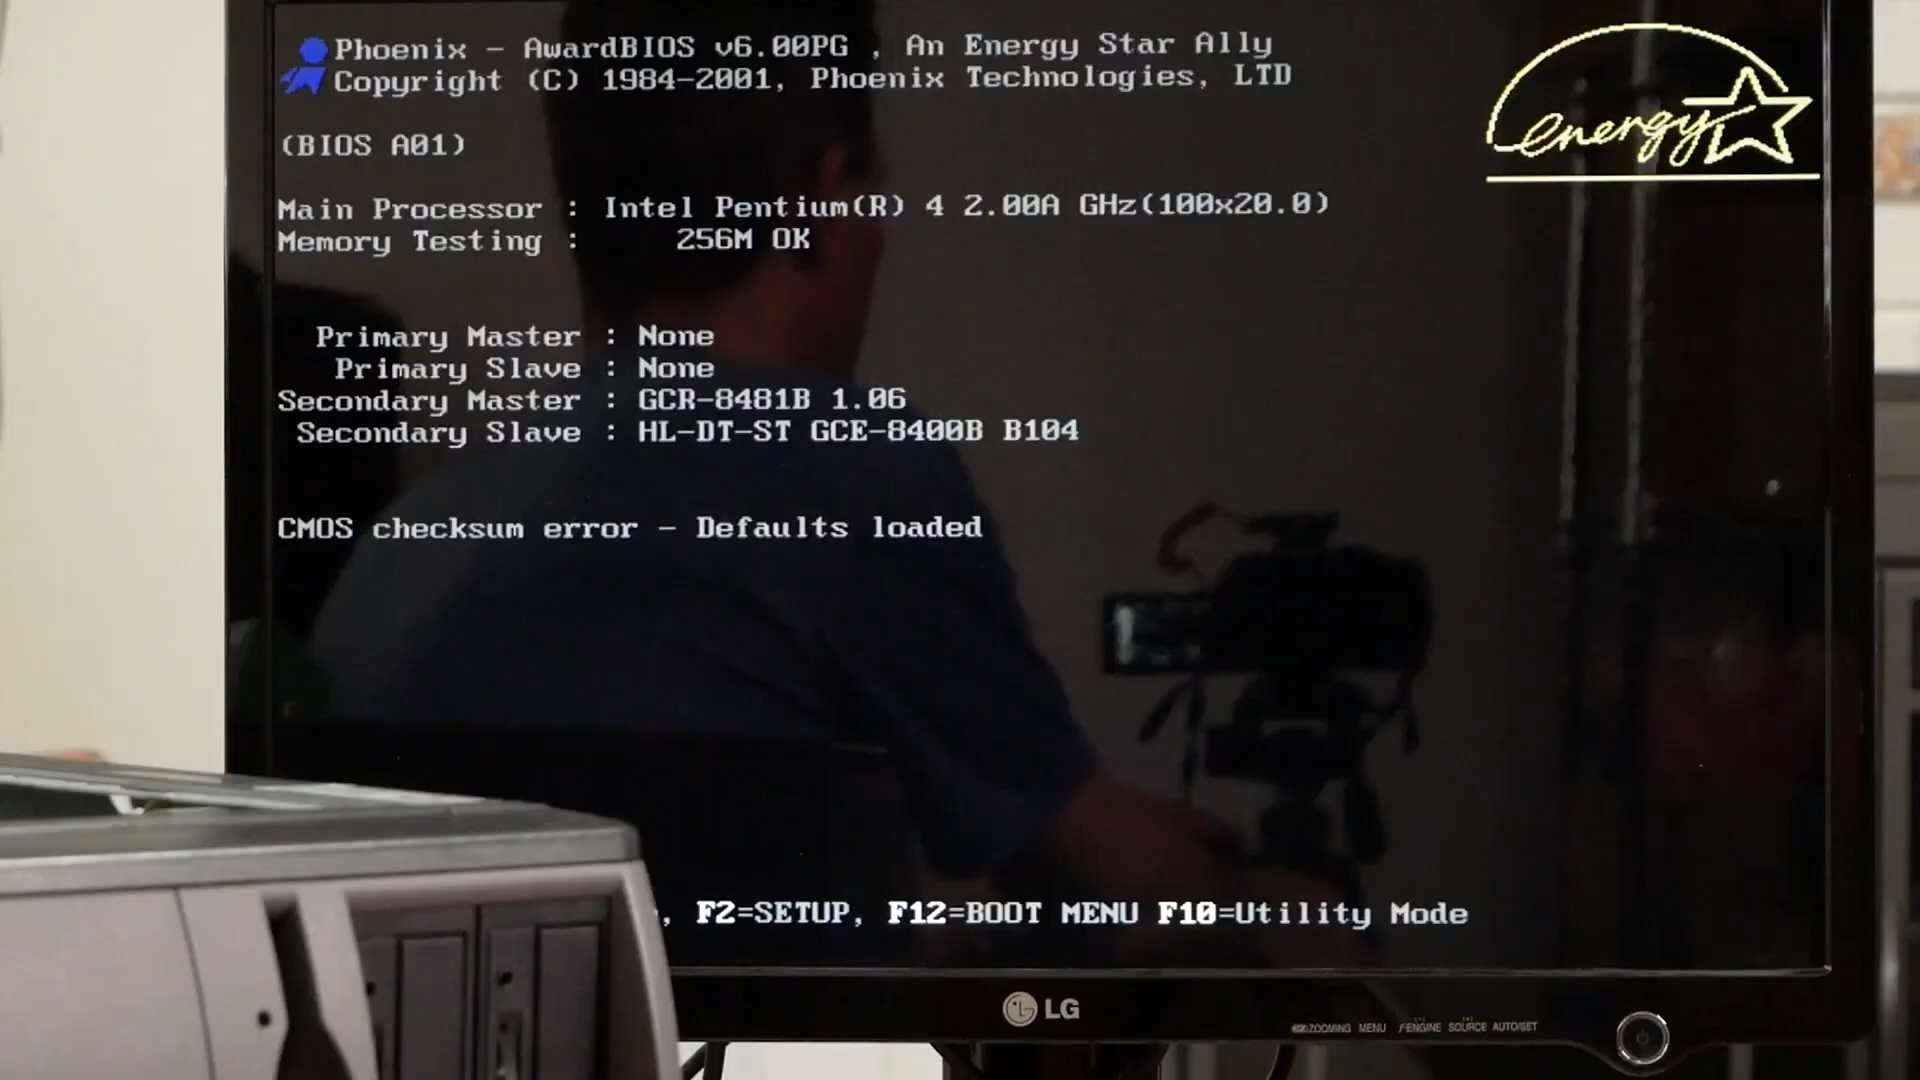 Phoenix - AwardBIOS v6.00PG , An Energy Star Ally
Copyright (C) 1984-2001, Phoenix Technologies, LTD
energy
(BIOS A01)
Main Processor : Intel Pentium(R) 4 2.00A GHz(100x20.0)
Memory Testing : 256M OK
Primary Master : None
Primary Slave : None
Secondary Master : GCR-8481B 1.06
Secondary Slave : HL-DT-ST GCE-8400B B104
CMOS checksum error - Defaults loaded
, F2=SETUP, F12=BOOT MENU F10=Utility Mode
LG
ZOOMING MENU f-ENGINE SOURCE AUTO/SET